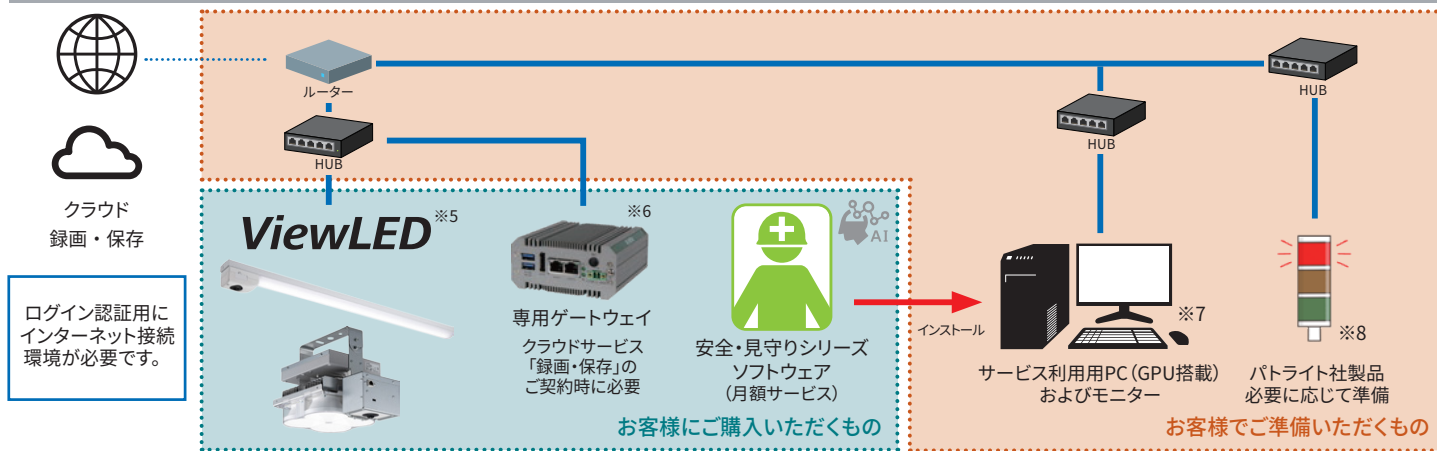 ルーター
HUB
HUB
HUB
クラウド
録画・保存
ログイン認証用に
インターネット接続
環境が必要です。
ViewLED※5
※6
専用ゲートウェイ
クラウドサービス
「録画・保存」の
ご契約時に必要
AI
安全・見守りシリーズ
ソフトウェア
（月額サービス）
お客様にご購入いただくもの
インストール
※7
サービス利用用PC（GPU搭載）
およびモニター
※8
パトライト社製品
必要に応じて準備
お客様でご準備いただくもの